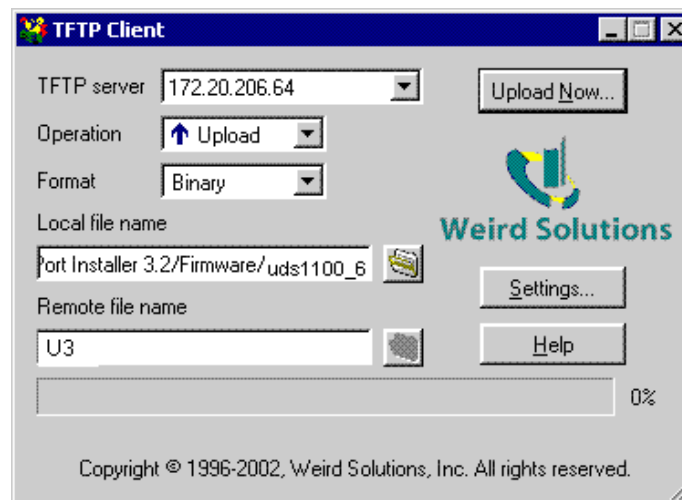 TFTP Client
TFTP server 172.20.206.64 Upload Now...
Operation Upload
Format Binary
Local file name
Weird Solutions
Port Installer 3.2/Firmware/uds1100_6
Settings...
Remote file name
U3 Help
0%
Copyright © 1996-2002, Weird Solutions, Inc. All rights reserved.